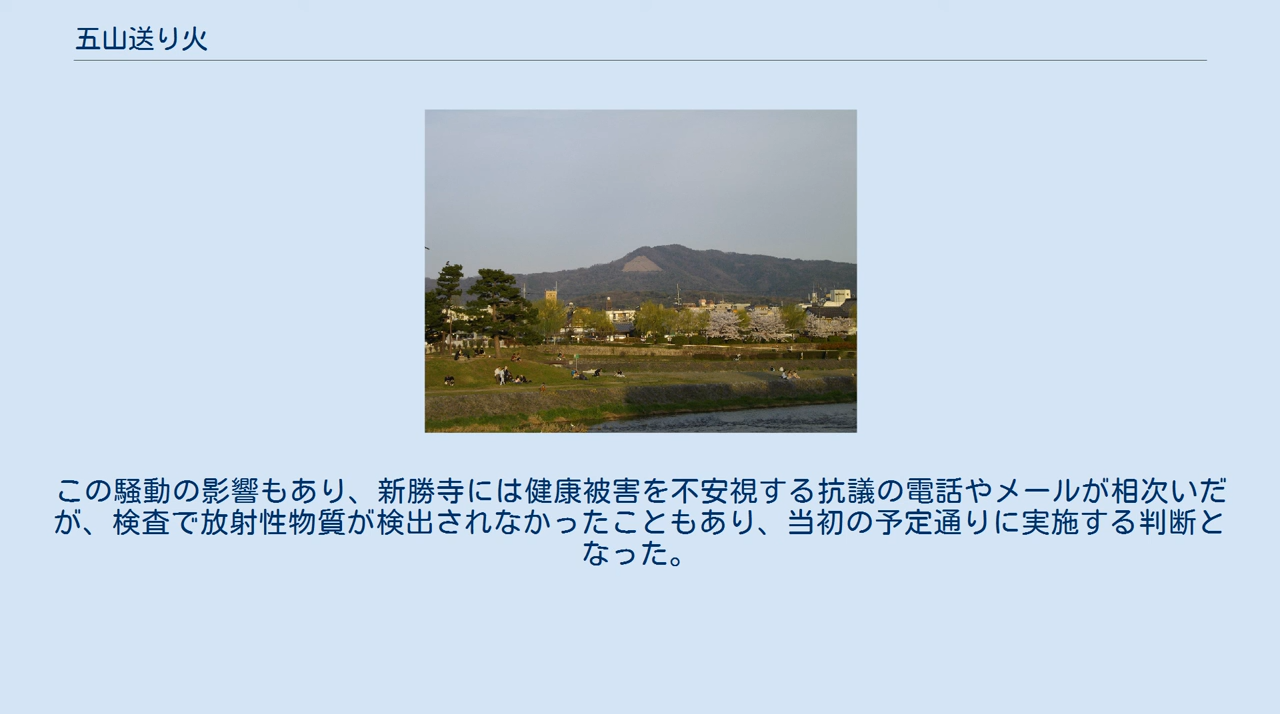 五山送り火
この騒動の影響もあり、新勝寺には健康被害を不安視する抗議の電話やメールが相次いだ
が、検査で放射性物質が検出されなかったこともあり、当初の予定通りに実施する判断と
なった。